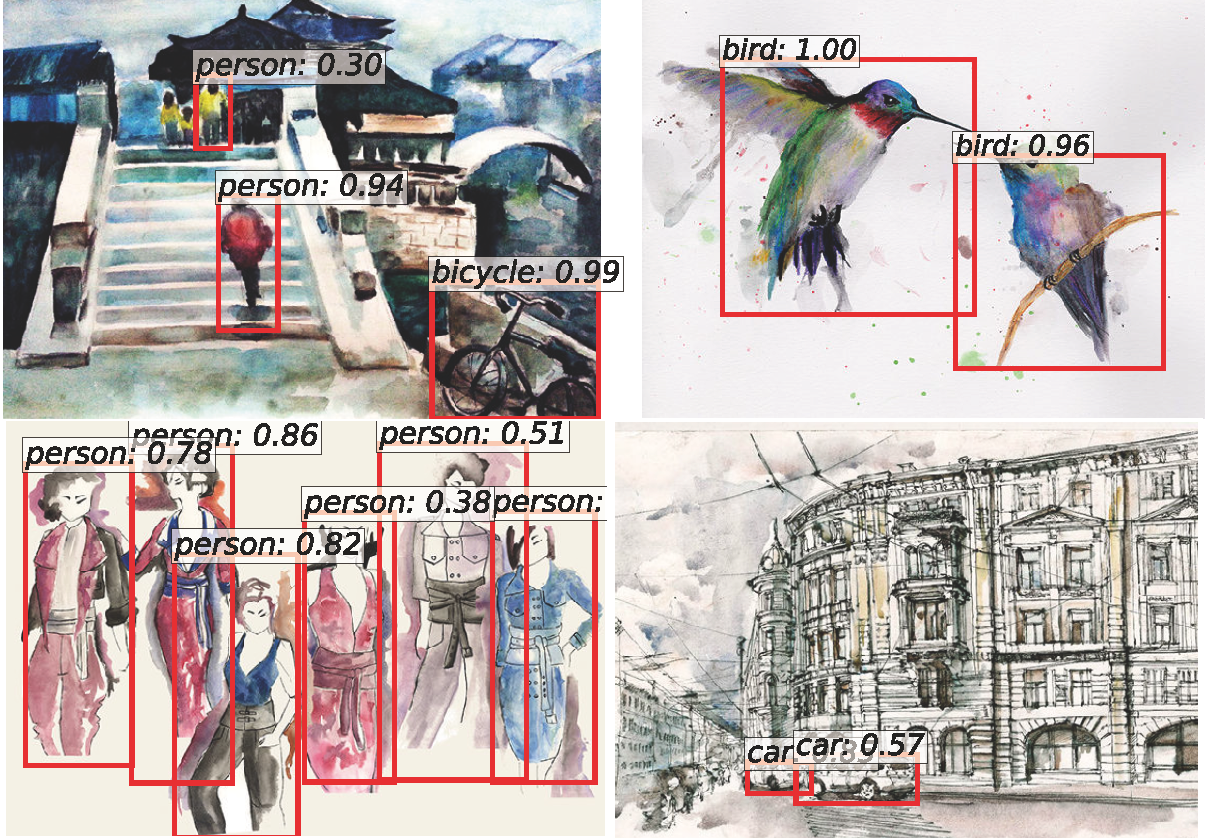 person: 0.30
person: 0.94
bicycle: 0.99
bird: 1.00
bird: 0.96
person: 0.86
person: 0.78
person: 0.82
person: 0.51
person: 0.38
person:
car
car: 0.57